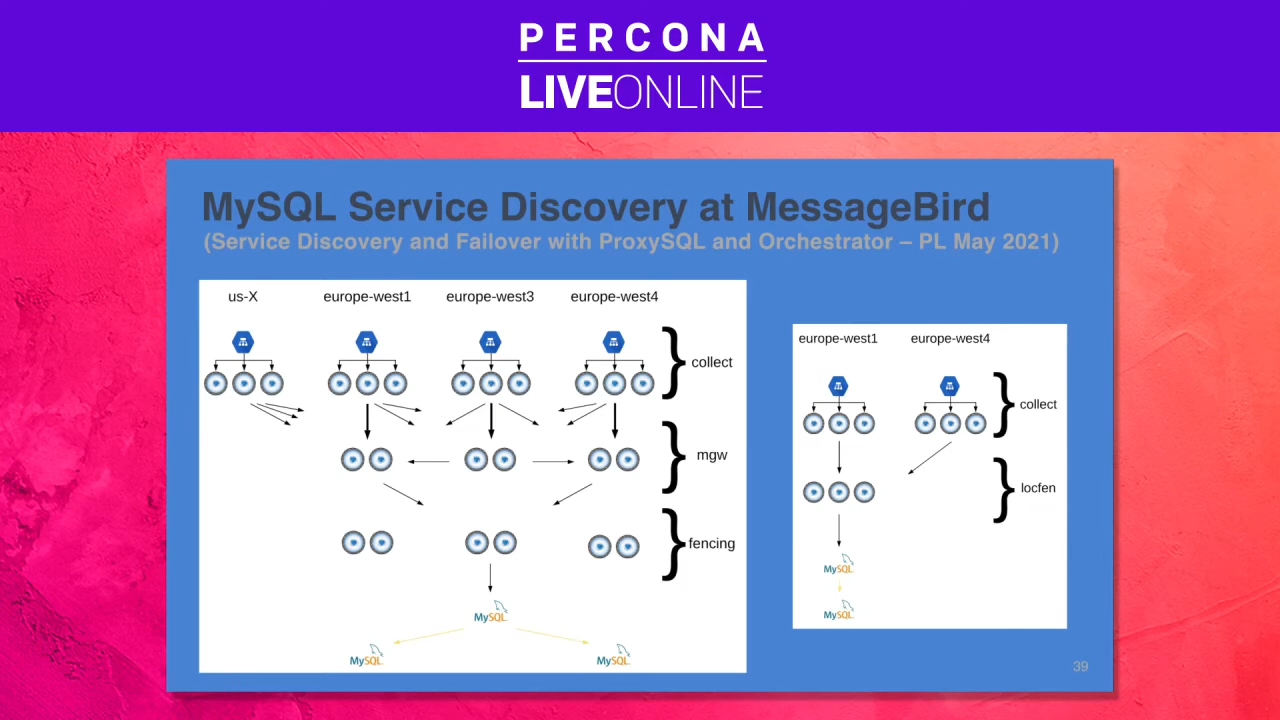 PERCONA
LIVEONLINE
MySQL Service Discovery at MessageBird
(Service Discovery and Failover with ProxySQL and Orchestrator – PL May 2021)
us-X europe-west1 europe-west3 europe-west4
collect
mgw
fencing
MySQL
MySQL MySQL
europe-west1 europe-west4
collect
locfen
MySQL
MySQL
39